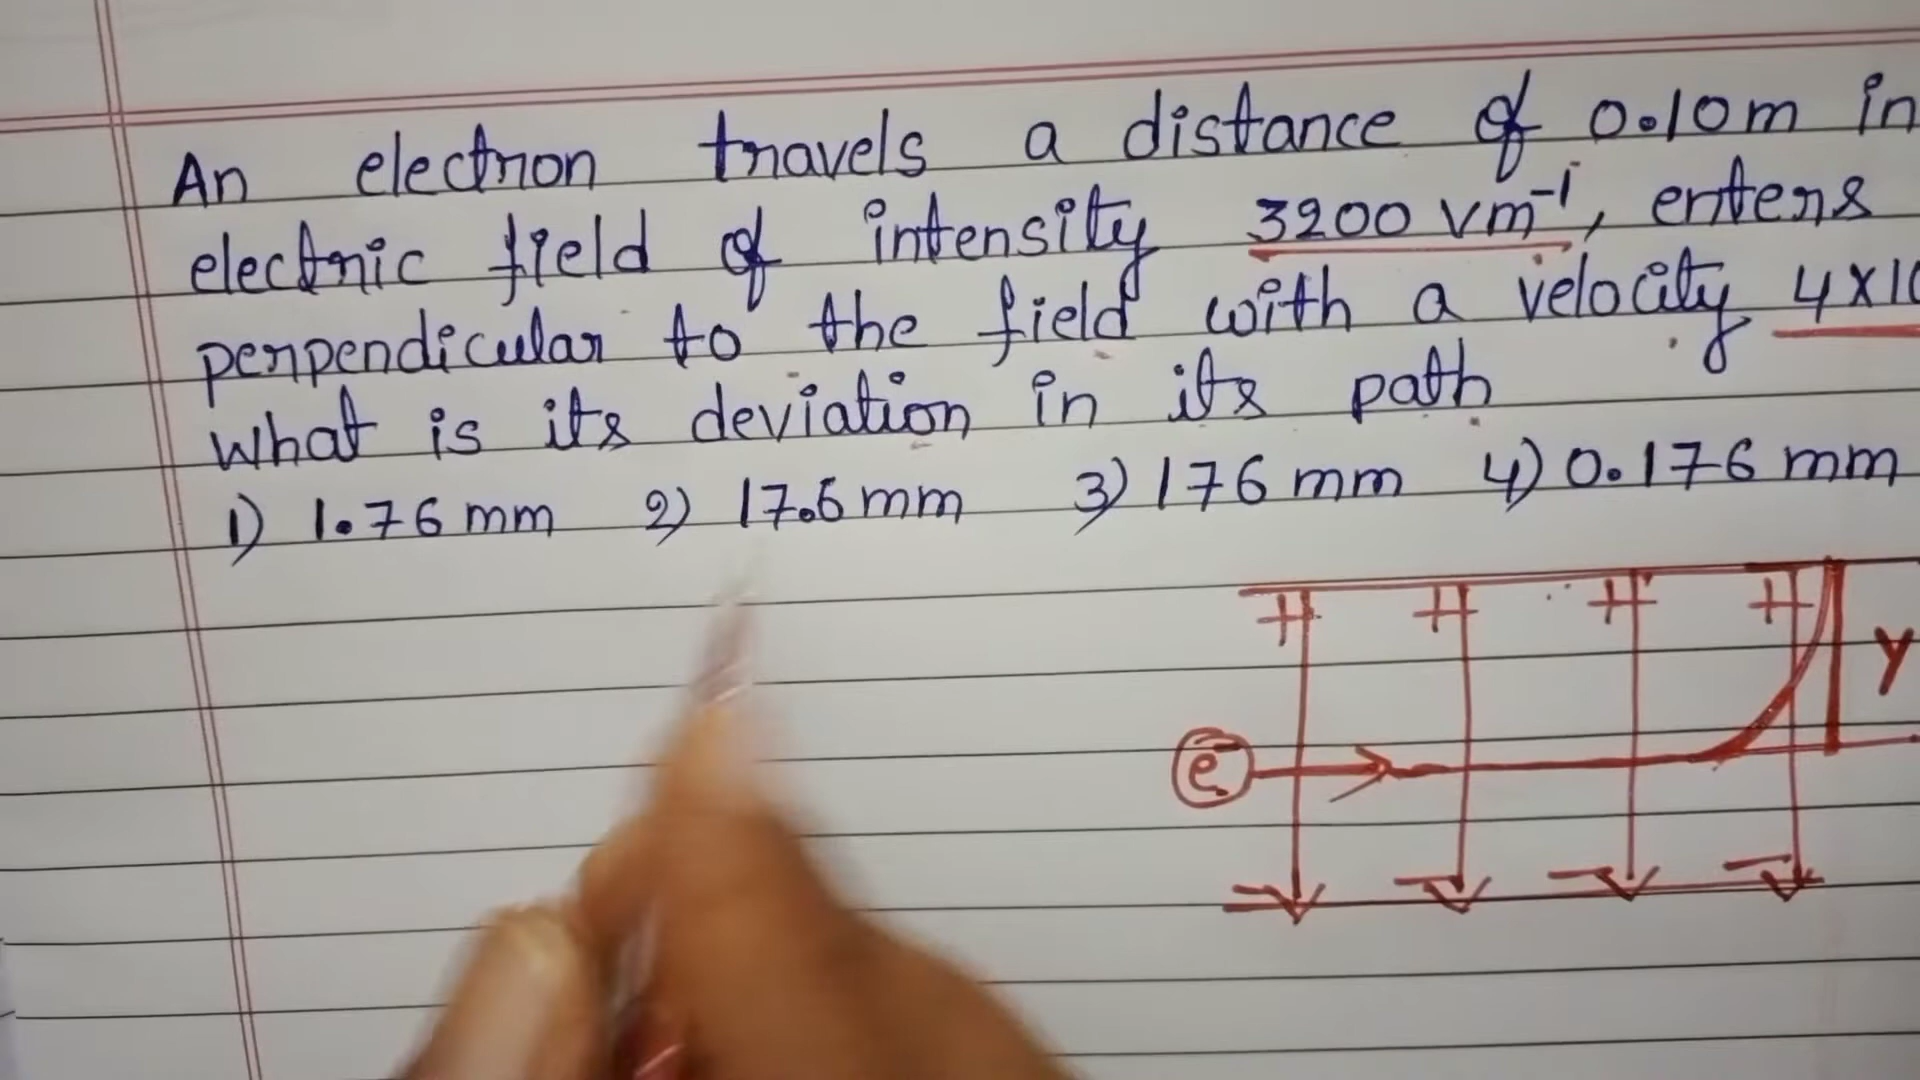 An electron travels a distance of 0.10m in
electric field of intensity 3200 Vm⁻¹, enters
perpendicular to the field with a velocity 4×10
what is its deviation in its path
1) 1.76 mm 2) 17.6 mm 3) 176 mm 4) 0.176 mm
+ + + +
y
e⁻
- - - -